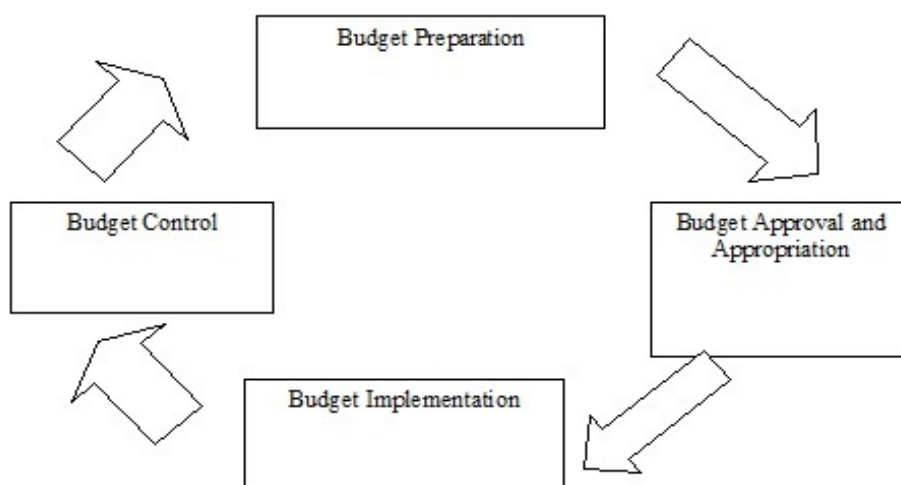 Budget Preparation
Budget Control
Budget Approval and
Appropriation
Budget Implementation